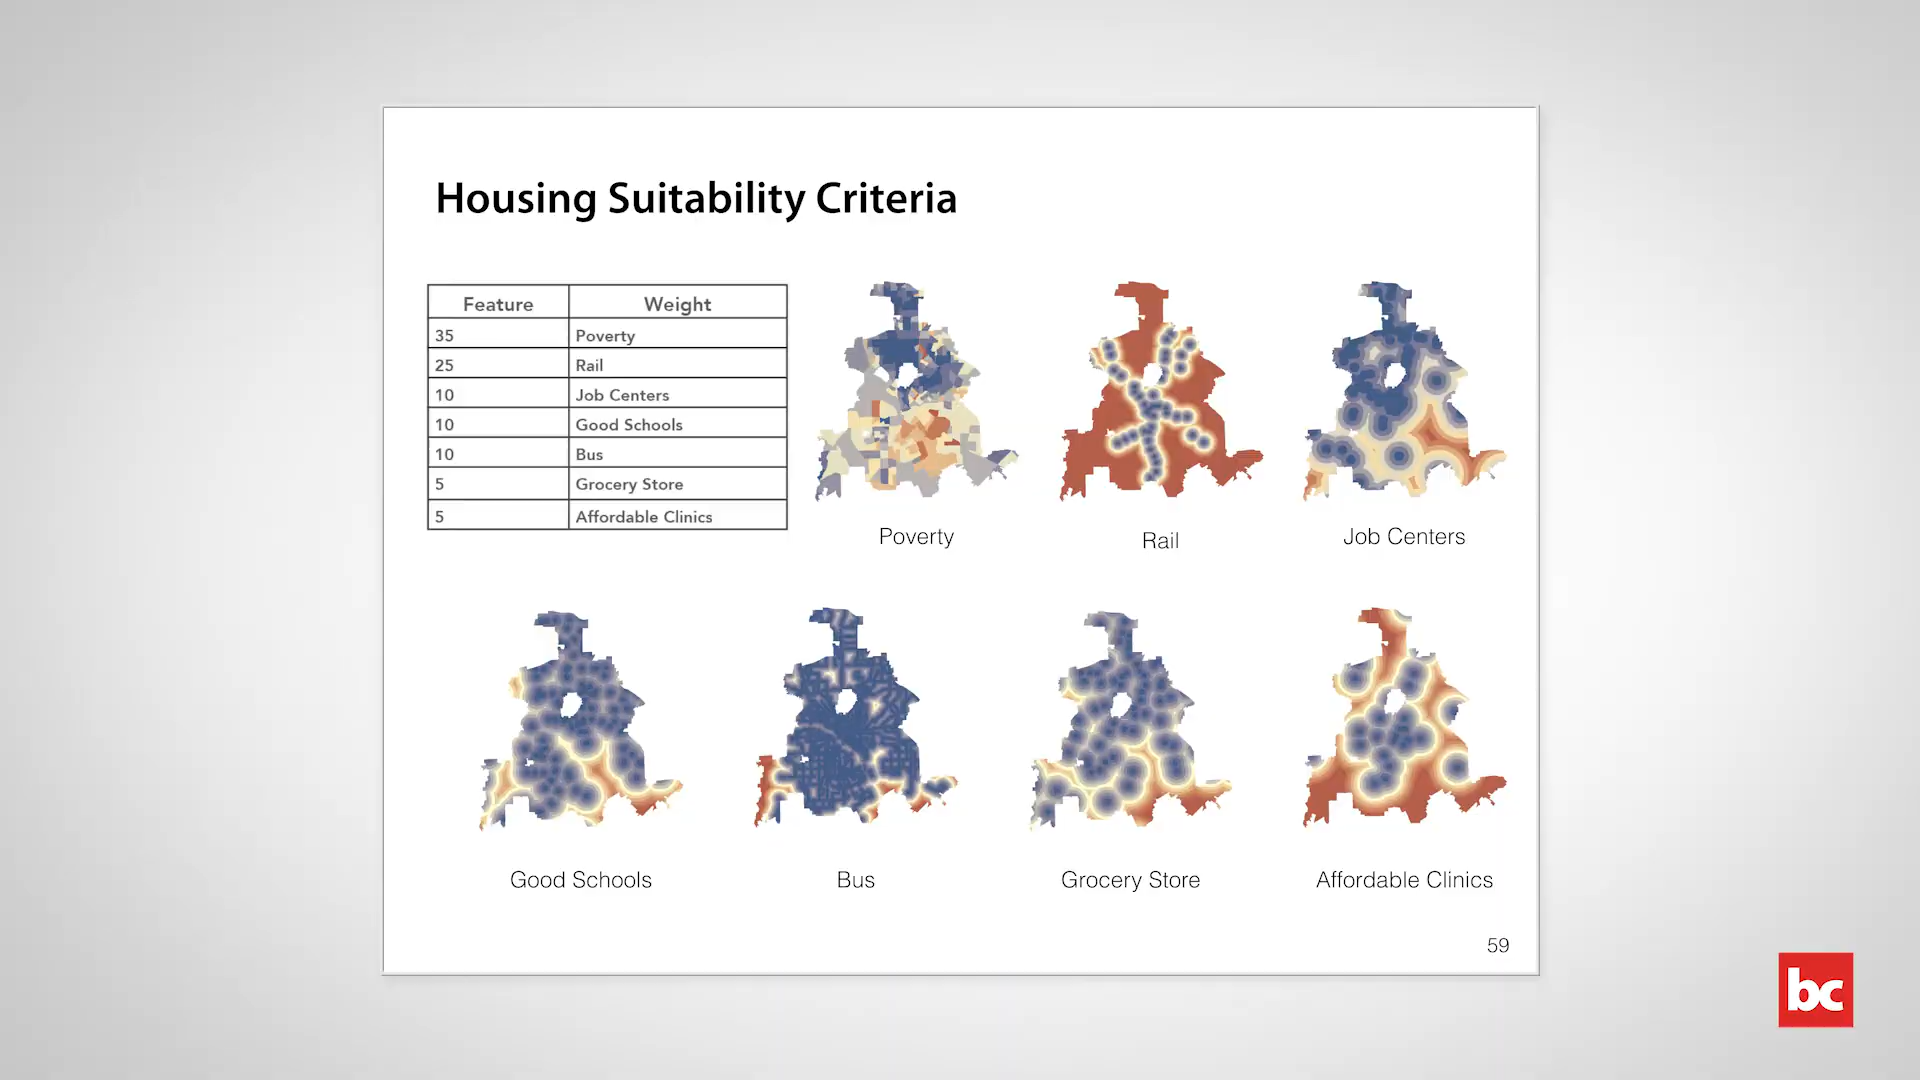 Housing Suitability Criteria
Feature Weight
35 Poverty
25 Rail
10 Job Centers
10 Good Schools
10 Bus
5 Grocery Store
5 Affordable Clinics
Poverty
Rail
Job Centers
Good Schools
Bus
Grocery Store
Affordable Clinics
59
bc